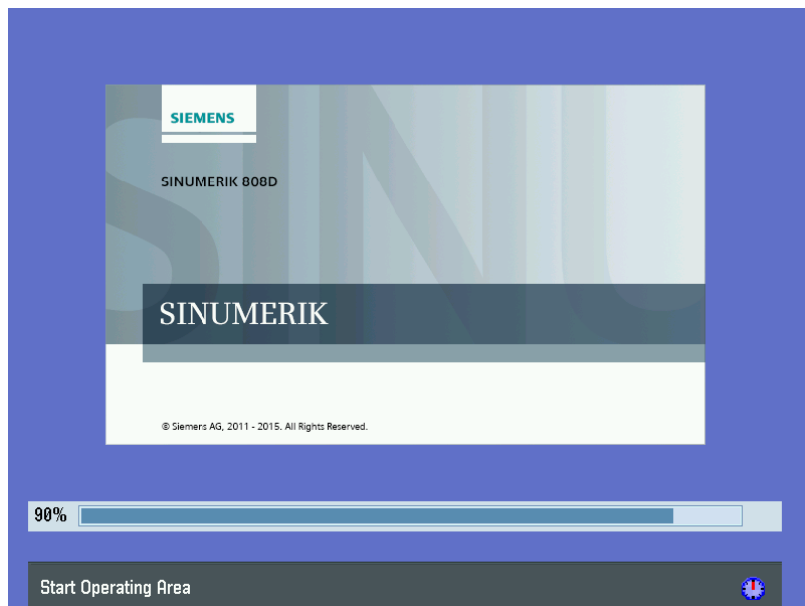 SIEMENS
SINUMERIK 808D
SINUMERIK
© Siemens AG, 2011 - 2015. All Rights Reserved.
90%
Start Operating Area